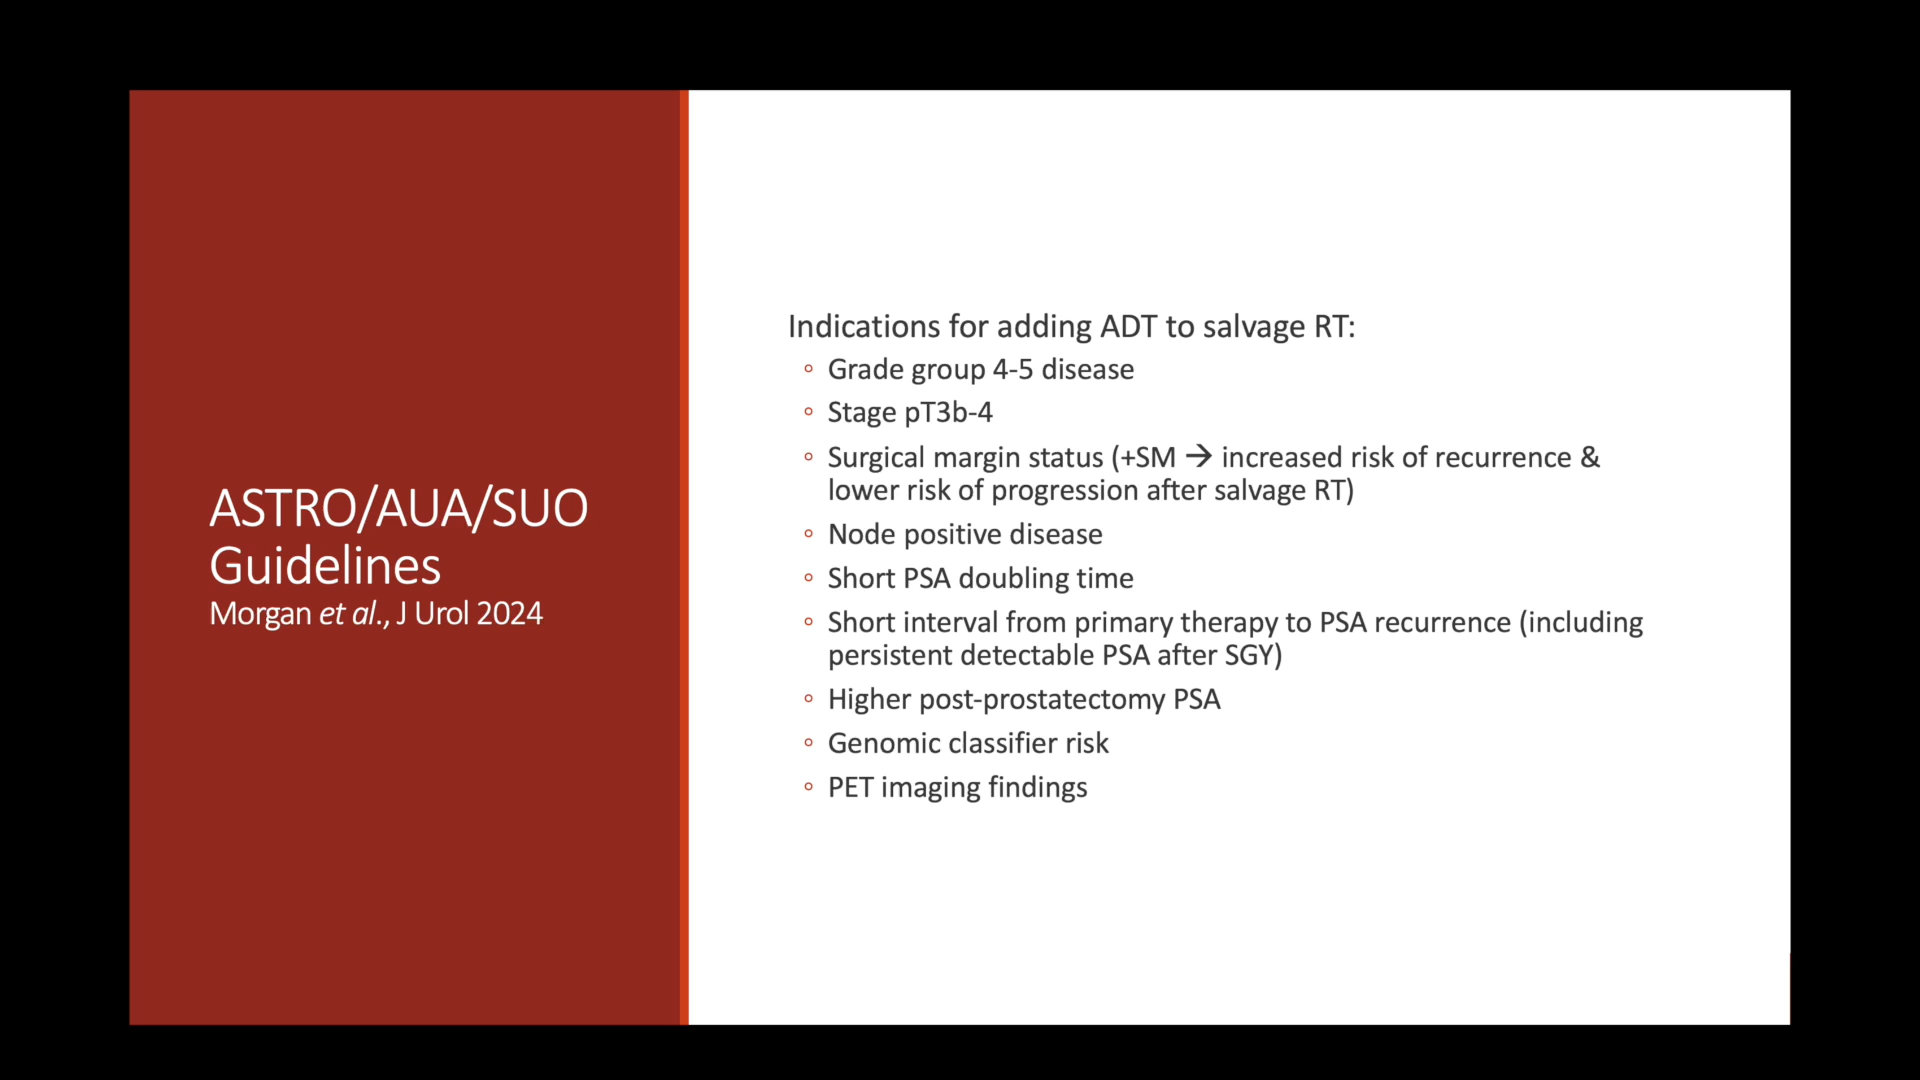 ASTRO/AUA/SUO
Guidelines
Morgan et al., J Urol 2024
Indications for adding ADT to salvage RT:
◦ Grade group 4-5 disease
◦ Stage pT3b-4
◦ Surgical margin status (+SM → increased risk of recurrence &
lower risk of progression after salvage RT)
◦ Node positive disease
◦ Short PSA doubling time
◦ Short interval from primary therapy to PSA recurrence (including
persistent detectable PSA after SGY)
◦ Higher post-prostatectomy PSA
◦ Genomic classifier risk
◦ PET imaging findings